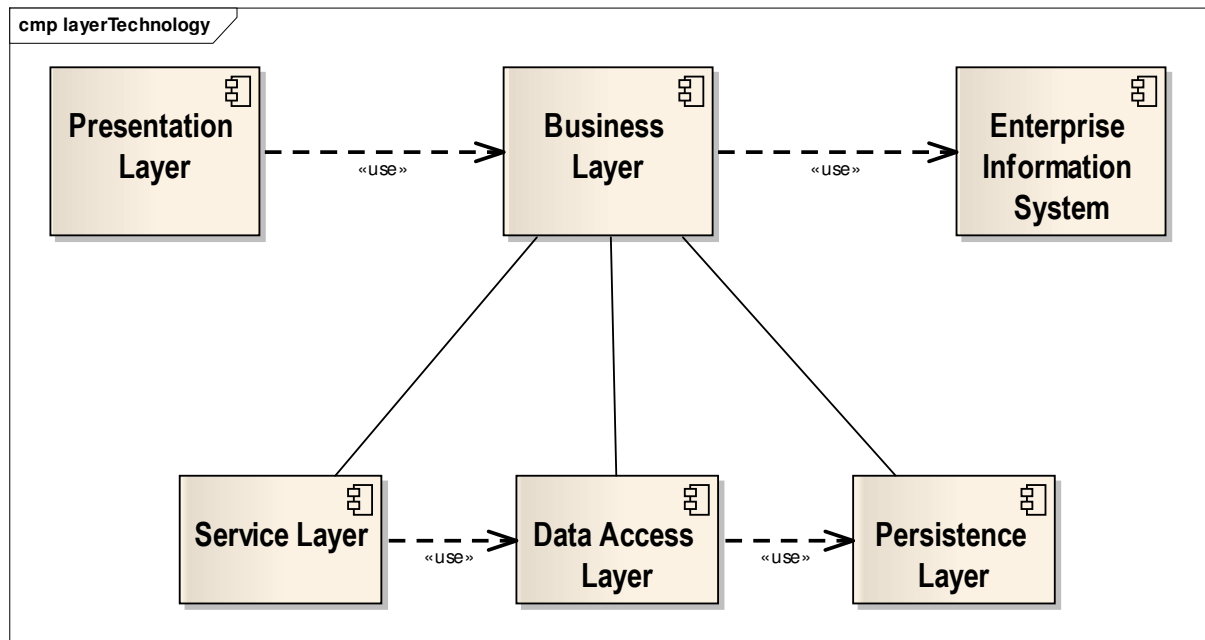 cmp layerTechnology
Presentation
Layer
«use»
Business
Layer
«use»
Enterprise
Information
System
Service Layer
«use»
Data Access
Layer
«use»
Persistence
Layer